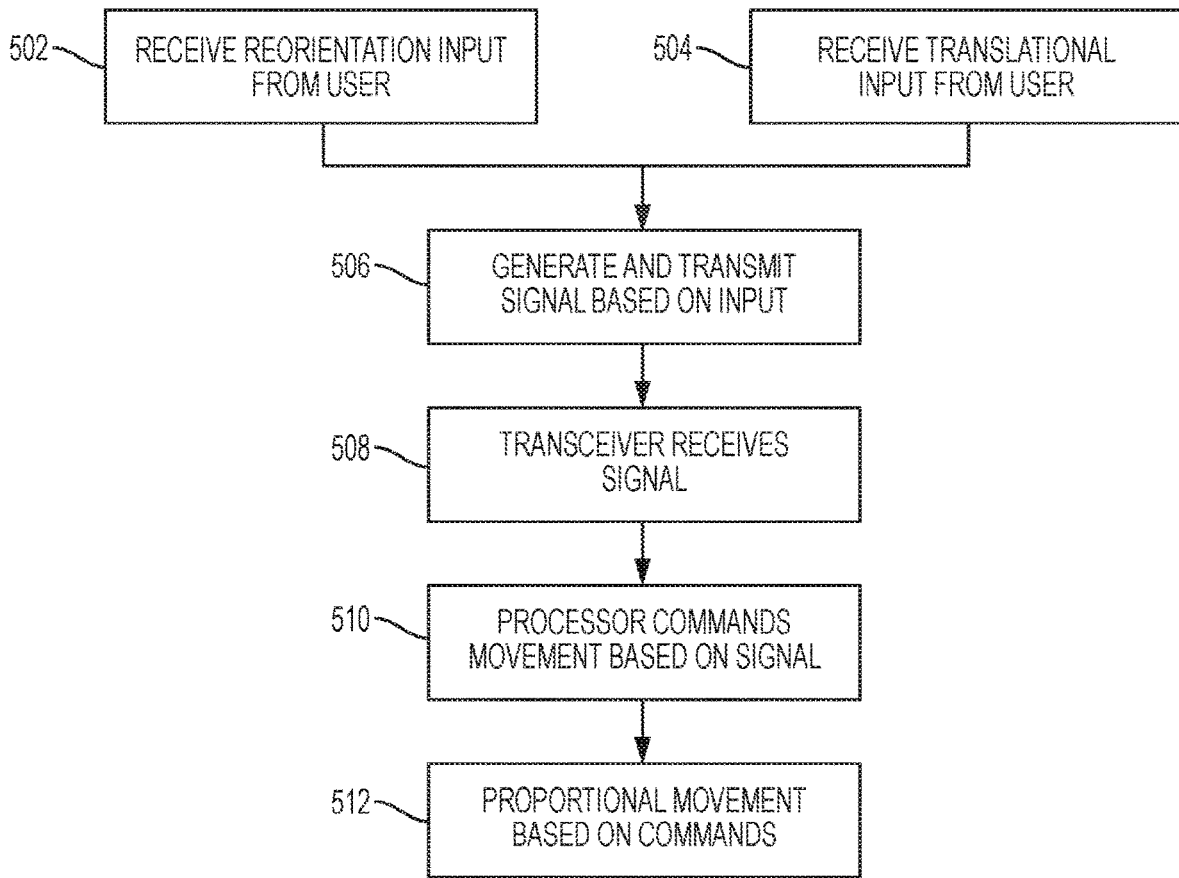 502
RECEIVE REORIENTATION INPUT
FROM USER
504
RECEIVE TRANSLATIONAL
INPUT FROM USER
506
GENERATE AND TRANSMIT
SIGNAL BASED ON INPUT
508
TRANSCEIVER RECEIVES
SIGNAL
510
PROCESSOR COMMANDS
MOVEMENT BASED ON SIGNAL
512
PROPORTIONAL MOVEMENT
BASED ON COMMANDS